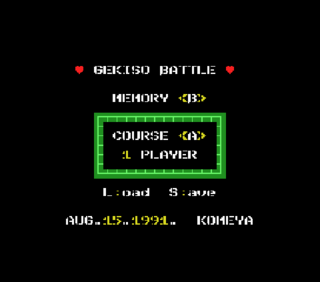 ♥ GEKISO BATTLE ♥
MEMORY <B>
COURSE <A>
1 PLAYER
L:oad S:ave
AUG..15..1991.. KOMEYA